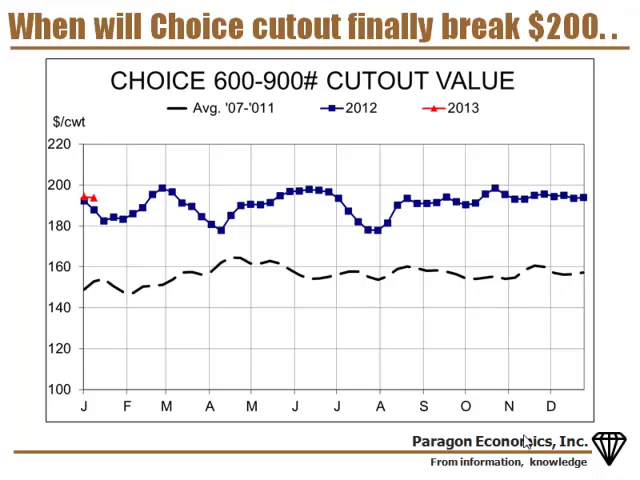 When will Choice cutout finally break $200. .
CHOICE 600-900# CUTOUT VALUE
Avg. '07-'011 2012 2013
$/cwt
220
200
180
160
140
120
100
J F M A M J J A S O N D
Paragon Economics, Inc.
From information, knowledge